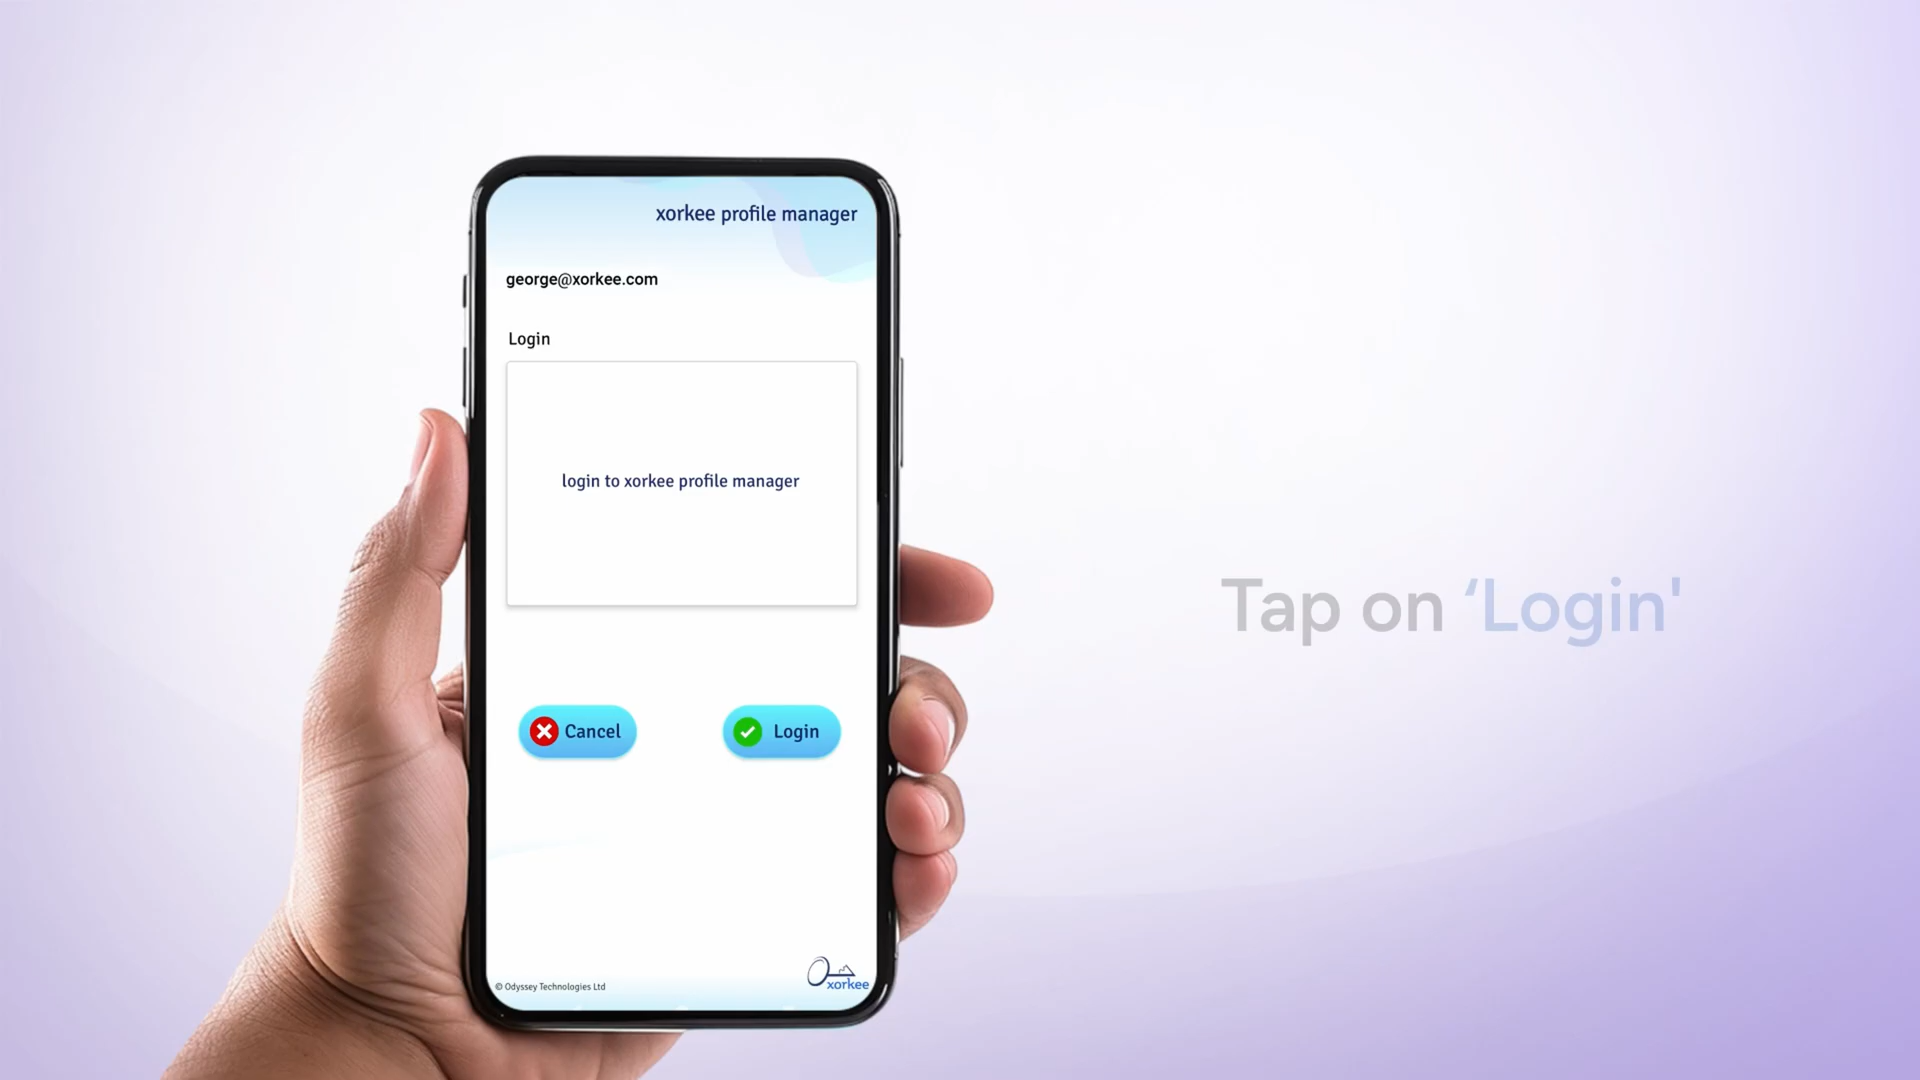 xorkee profile manager
george@xorkee.com
Login
login to xorkee profile manager
Cancel
Login
© Odyssey Technologies Ltd
xorkee
Tap on ‘Login'